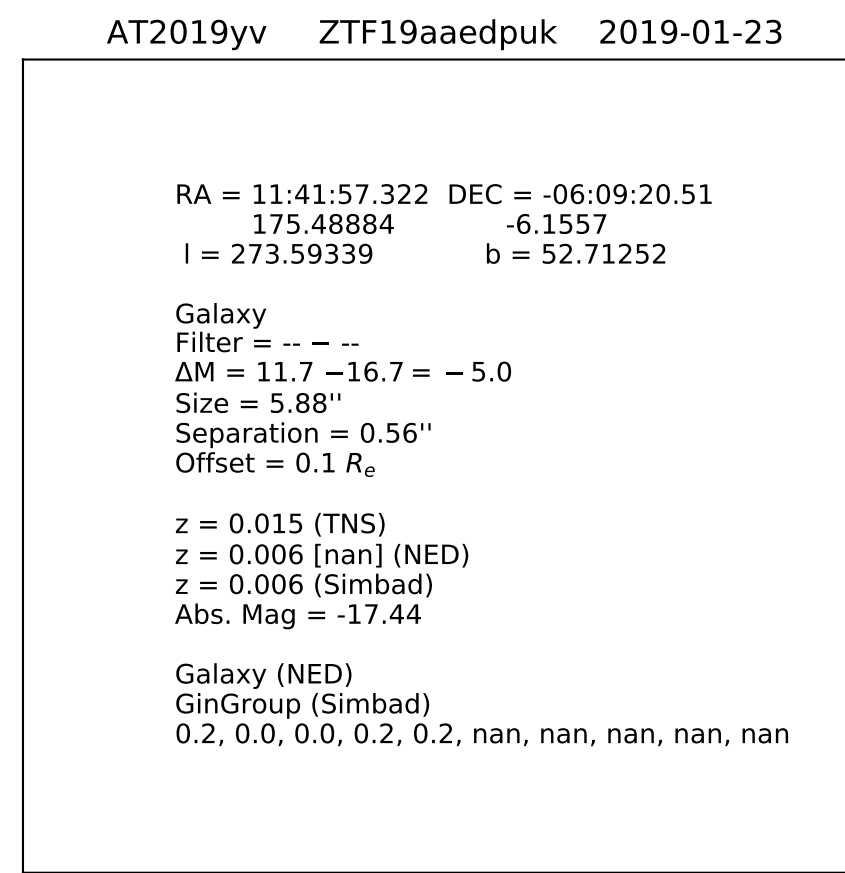 AT2019yv ZTF19aaedpuk 2019-01-23
RA = 11:41:57.322 DEC = -06:09:20.51
175.48884 -6.1557
l = 273.59339 b = 52.71252
Galaxy
Filter = -- − --
ΔM = 11.7 −16.7 = − 5.0
Size = 5.88''
Separation = 0.56''
Offset = 0.1 Re
z = 0.015 (TNS)
z = 0.006 [nan] (NED)
z = 0.006 (Simbad)
Abs. Mag = -17.44
Galaxy (NED)
GinGroup (Simbad)
0.2, 0.0, 0.0, 0.2, 0.2, nan, nan, nan, nan, nan